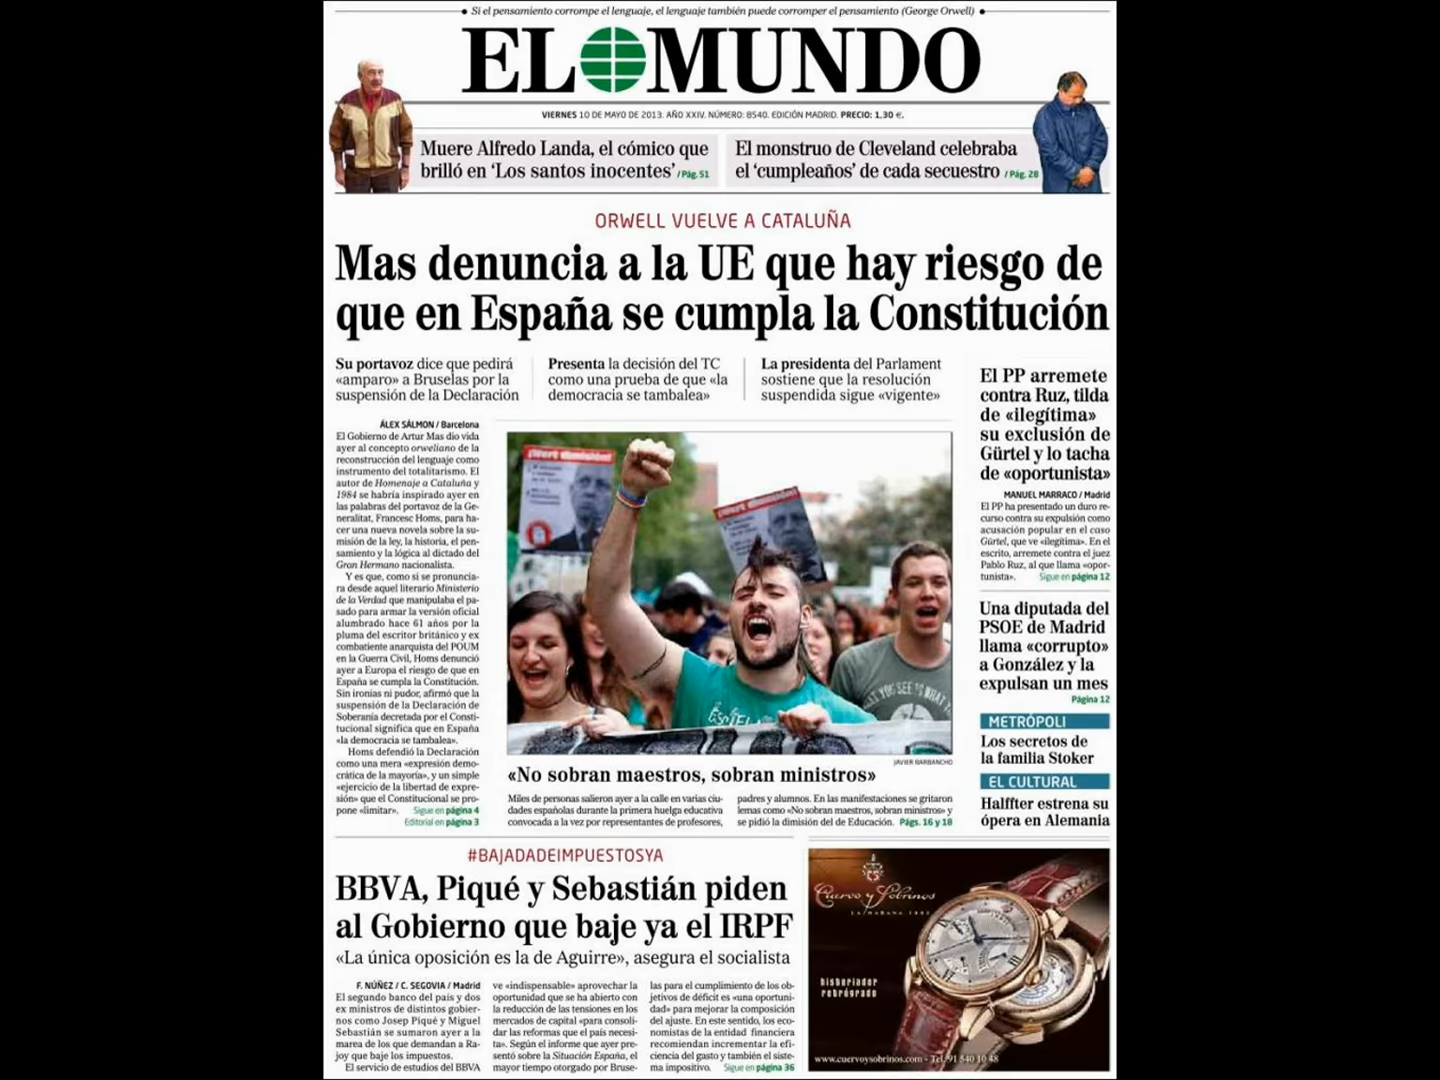 Si el pensamiento corrompe el lenguaje, el lenguaje también puede corromper el pensamiento (George Orwell)
EL MUNDO
VIERNES 10 DE MAYO DE 2013. AÑO XXIV. NÚMERO: 8540. EDICIÓN MADRID. PRECIO: 1,30 €.
Muere Alfredo Landa, el cómico que
brilló en ‘Los santos inocentes’ / Pág. 51
El monstruo de Cleveland celebraba
el ‘cumpleaños’ de cada secuestro / Pág. 28
ORWELL VUELVE A CATALUÑA
Mas denuncia a la UE que hay riesgo de
que en España se cumpla la Constitución
Su portavoz dice que pedirá
«amparo» a Bruselas por la
suspensión de la Declaración
Presenta la decisión del TC
como una prueba de que «la
democracia se tambalea»
La presidenta del Parlament
sostiene que la resolución
suspendida sigue «vigente»
ÁLEX SÀLMON / Barcelona
El Gobierno de Artur Mas dio vida
ayer al concepto orweliano de la
reconstrucción del lenguaje como
instrumento del totalitarismo. El
autor de Homenaje a Cataluña y
1984 se habría inspirado ayer en
las palabras del portavoz de la Ge-
neralitat, Francesc Homs, para ha-
cer una nueva novela sobre la su-
misión de la ley, la historia, el pen-
samiento y la lógica al dictado del
Gran Hermano nacionalista.
Y es que, como si se pronuncia-
ra desde aquel literario Ministerio
de la Verdad que manipulaba el pa-
sado para armar la versión oficial
alumbrado hace 61 años por la
pluma del escritor británico y ex
combatiente anarquista del POUM
en la Guerra Civil, Homs denunció
ayer a Europa el riesgo de que en
España se cumpla la Constitución.
Sin ironías ni pudor, afirmó que la
suspensión de la Declaración de
Soberanía decretada por el Consti-
tucional significa que en España
«la democracia se tambalea».
Homs defendió la Declaración
como una mera «expresión demo-
crática de la mayoría», y un simple
«ejercicio de la libertad de expre-
sión» que el Constitucional se pro-
pone «limitar». Sigue en página 4
Editorial en página 3
¡Wert dimisión!
¡Wert dimisión!
JAVIER BARBANCHO
«No sobran maestros, sobran ministros»
Miles de personas salieron ayer a la calle en varias ciu-
dades españolas durante la primera huelga educativa
convocada a la vez por representantes de profesores,
padres y alumnos. En las manifestaciones se gritaron
lemas como «No sobran maestros, sobran ministros» y
se pidió la dimisión del de Educación. Págs. 16 y 18
El PP arremete
contra Ruz, tilda
de «ilegítima»
su exclusión de
Gürtel y lo tacha
de «oportunista»
MANUEL MARRACO / Madrid
El PP ha presentado un duro re-
curso contra su expulsión como
acusación popular en el caso
Gürtel, que ve «ilegítima». En el
escrito, arremete contra el juez
Pablo Ruz, al que llama «opor-
tunista». Sigue en página 12
Una diputada del
PSOE de Madrid
llama «corrupto»
a González y la
expulsan un mes
Página 12
METRÓPOLI
Los secretos de
la familia Stoker
EL CULTURAL
Halffter estrena su
ópera en Alemania
#BAJADADEIMPUESTOSYA
BBVA, Piqué y Sebastián piden
al Gobierno que baje ya el IRPF
«La única oposición es la de Aguirre», asegura el socialista
F. NÚÑEZ / C. SEGOVIA / Madrid
El segundo banco del país y dos
ex ministros de distintos gobier-
nos como Josep Piqué y Miguel
Sebastián se sumaron ayer a la
marea de los que demandan a Ra-
joy que baje los impuestos.
El servicio de estudios del BBVA
ve «indispensable» aprovechar la
oportunidad que se ha abierto con
la reducción de las tensiones en los
mercados de capital «para consoli-
dar las reformas que el país necesi-
ta». Según el informe que ayer pre-
sentó sobre la Situación España, el
mayor tiempo otorgado por Bruse-
las para el cumplimiento de los ob-
jetivos de déficit es «una oportuni-
dad» para mejorar la composición
del ajuste. En este sentido, los eco-
nomistas de la entidad financiera
recomiendan incrementar la efi-
ciencia del gasto y también el siste-
ma impositivo. Sigue en página 36
CS
Cuervo y Sobrinos
LA HABANA 1882
historiador
retrógrado
www.cuervoysobrinos.com - Tel. 91 540 10 48